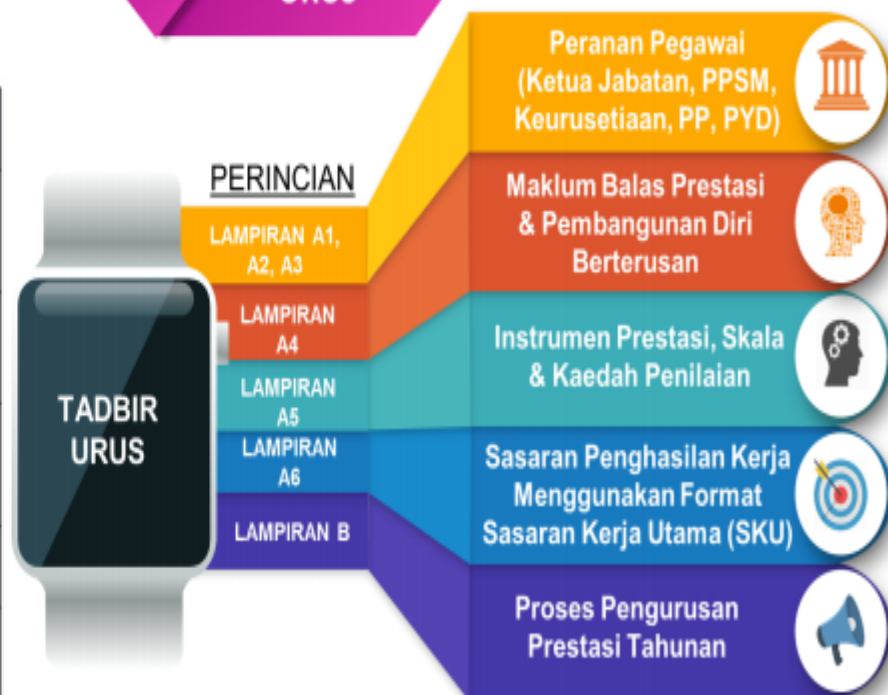 PERINCIAN
TADBIR
URUS
LAMPIRAN A1,
A2, A3
Peranan Pegawai
(Ketua Jabatan, PPSM,
Keurusetiaan, PP, PYD)
LAMPIRAN
A4
Maklum Balas Prestasi
& Pembangunan Diri
Berterusan
LAMPIRAN
A5
Instrumen Prestasi, Skala
& Kaedah Penilaian
LAMPIRAN
A6
Sasaran Penghasilan Kerja
Menggunakan Format
Sasaran Kerja Utama (SKU)
LAMPIRAN B
Proses Pengurusan
Prestasi Tahunan